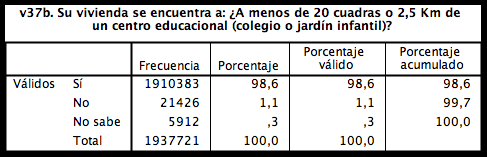 v37b. Su vivienda se encuentra a: ¿A menos de 20 cuadras o 2,5 Km de
un centro educacional (colegio o jardín infantil)?
Frecuencia Porcentaje Porcentaje válido Porcentaje acumulado
Válidos Sí 1910383 98,6 98,6 98,6
No 21426 1,1 1,1 99,7
No sabe 5912 ,3 ,3 100,0
Total 1937721 100,0 100,0